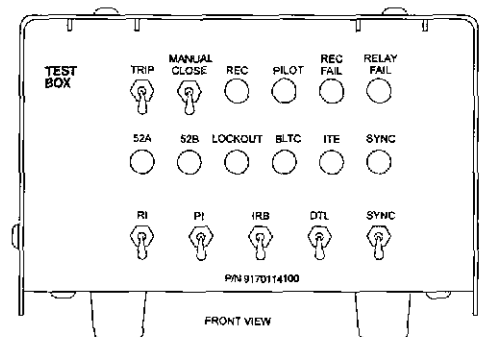 TEST BOX
TRIP MANUAL CLOSE REC PILOT REC FAIL RELAY FAIL
52A 52B LOCKOUT BLTC ITE SYNC
RI PI IRB DTL SYNC
P/N 9170114100
FRONT VIEW